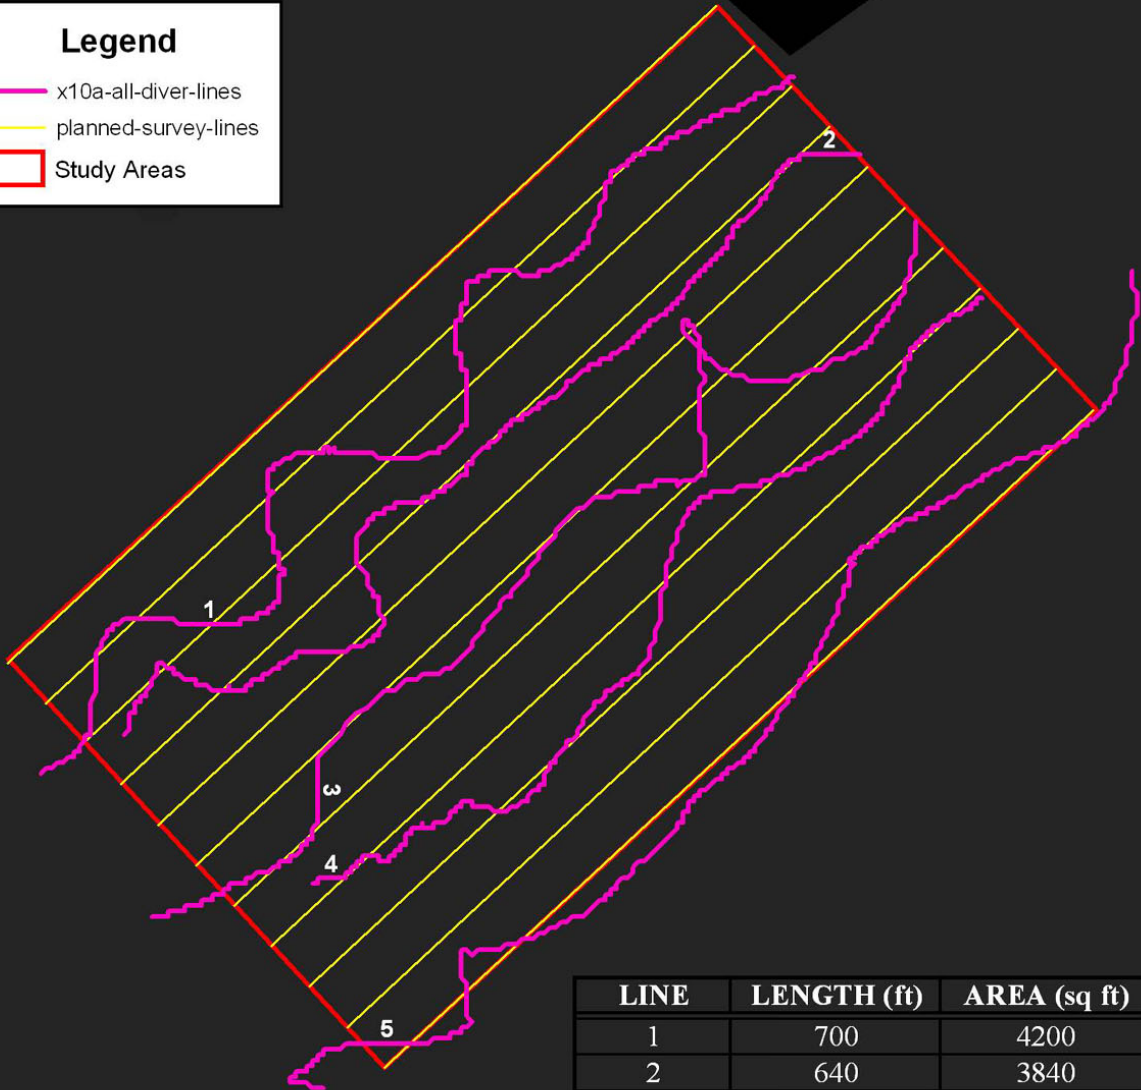 Legend
x10a-all-diver-lines
planned-survey-lines
Study Areas
2
1
3
4
5
LINE LENGTH (ft) AREA (sq ft)
1 700 4200
2 640 3840